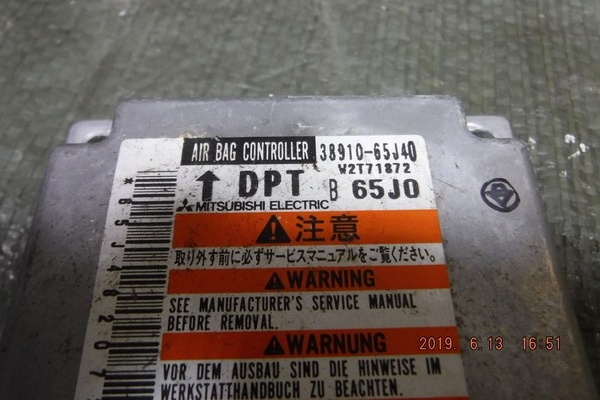 AIR BAG CONTROLLER 38910-65J40
W2T71872
DPT B 65J0
MITSUBISHI ELECTRIC
注意
取り外す前に必ずサービスマニュアルをご覧ください。
WARNING
SEE MANUFACTURER'S SERVICE MANUAL
BEFORE REMOVAL.
WARNUNG
VOR DEM AUSBAU SIND DIE HINWEISE IM
WERKSTATTHANDBUCH ZU BEACHTEN.
*65J48207
2019. 6.13 16:51